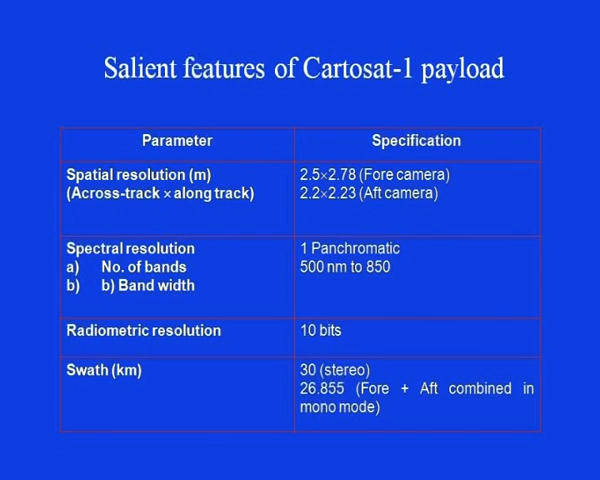 Salient features of Cartosat-1 payload
Parameter
Specification
Spatial resolution (m)
(Across-track × along track)
2.5×2.78 (Fore camera)
2.2×2.23 (Aft camera)
Spectral resolution
a) No. of bands
b) b) Band width
1 Panchromatic
500 nm to 850
Radiometric resolution
10 bits
Swath (km)
30 (stereo)
26.855 (Fore + Aft combined in
mono mode)